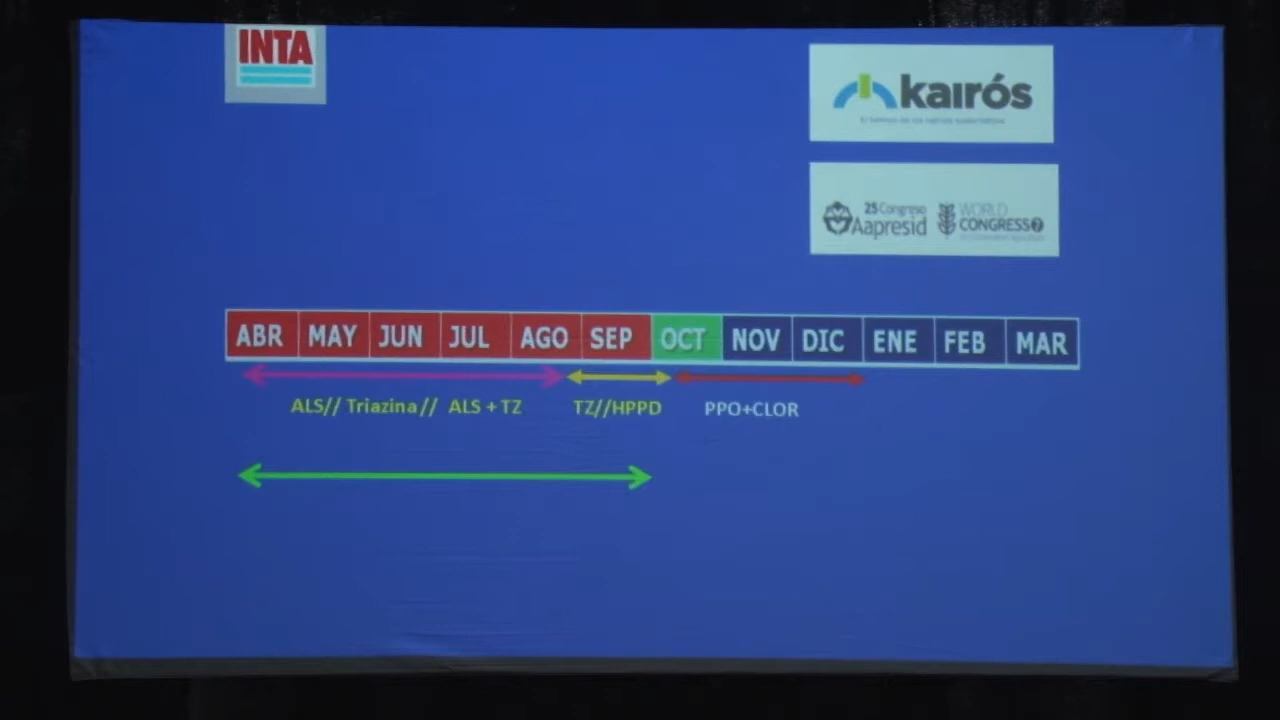 INTA
kairós
25 Congreso
Aapresid
WORLD
CONGRESS
ABR MAY JUN JUL AGO SEP OCT NOV DIC ENE FEB MAR
ALS// Triazina// ALS + TZ TZ//HPPD PPO+CLOR